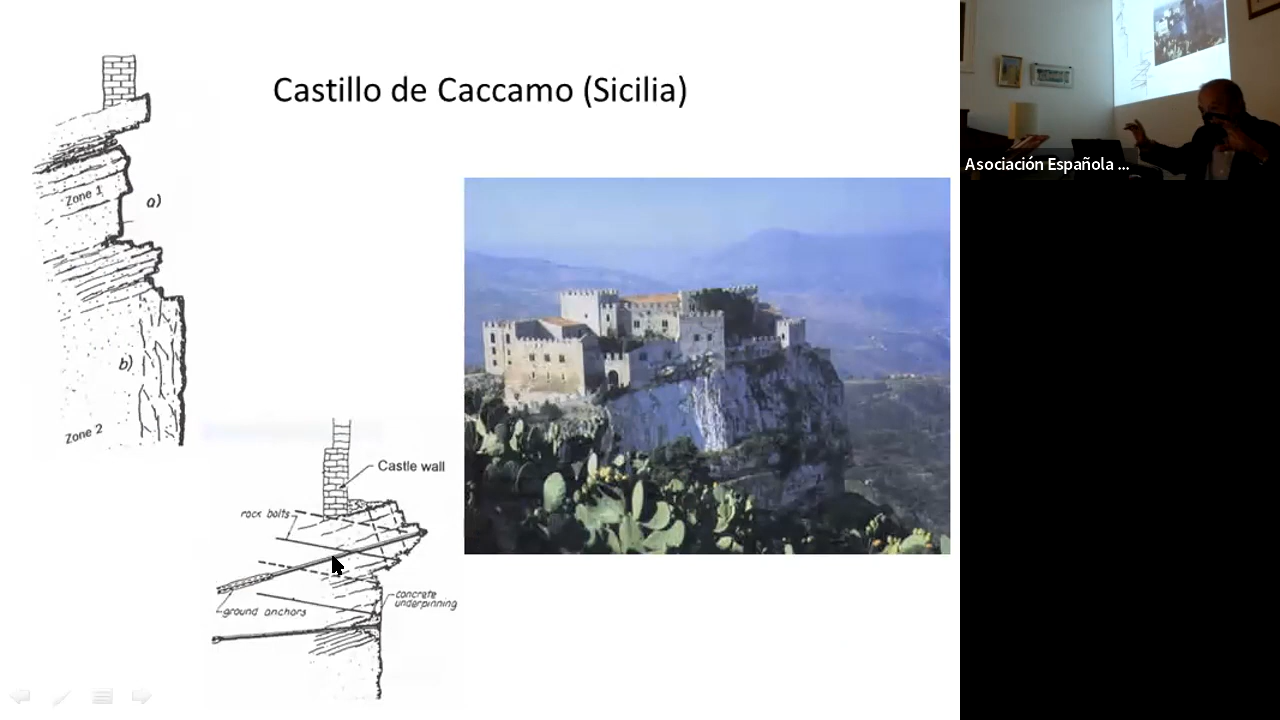 Castillo de Caccamo (Sicilia)
Asociación Española ...
Zone 1
a)
b)
Zone 2
Castle wall
rock bolts
concrete
underpinning
ground anchors